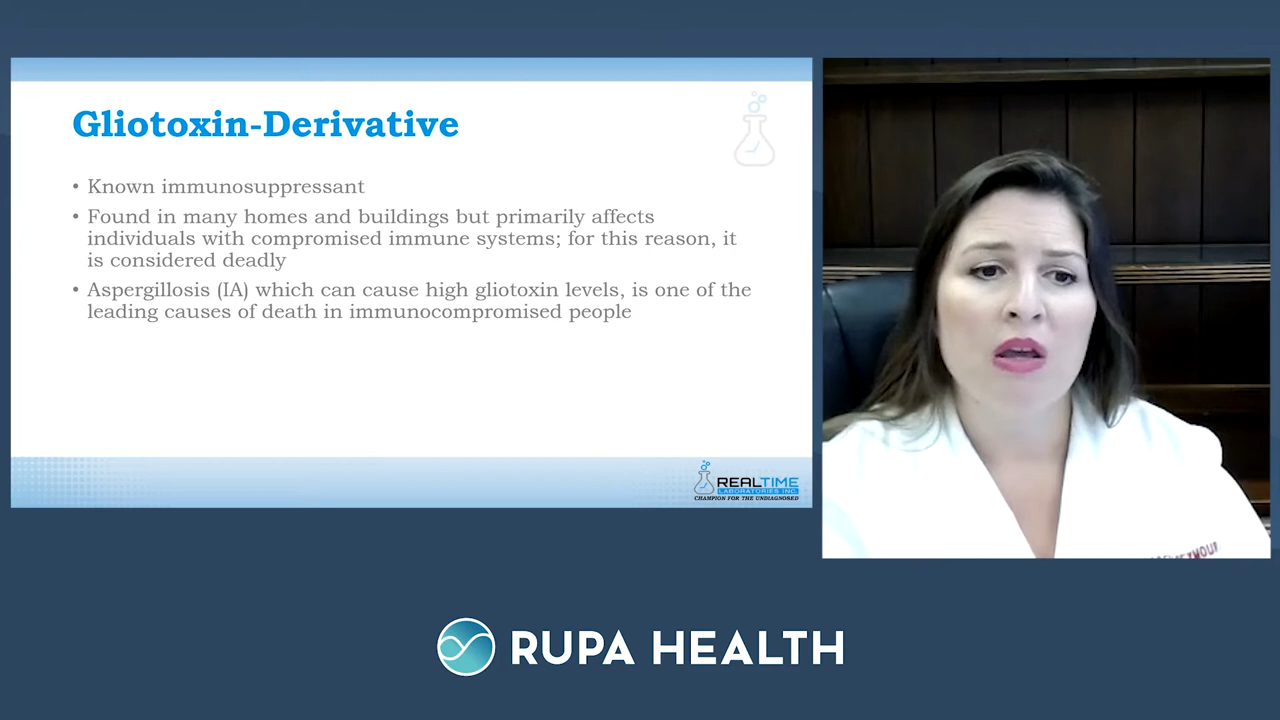 Gliotoxin-Derivative
• Known immunosuppressant
• Found in many homes and buildings but primarily affects
individuals with compromised immune systems; for this reason, it
is considered deadly
• Aspergillosis (IA) which can cause high gliotoxin levels, is one of the
leading causes of death in immunocompromised people
REALTIME
LABORATORIES INC.
CHAMPION FOR THE UNDIAGNOSED
RUPA HEALTH